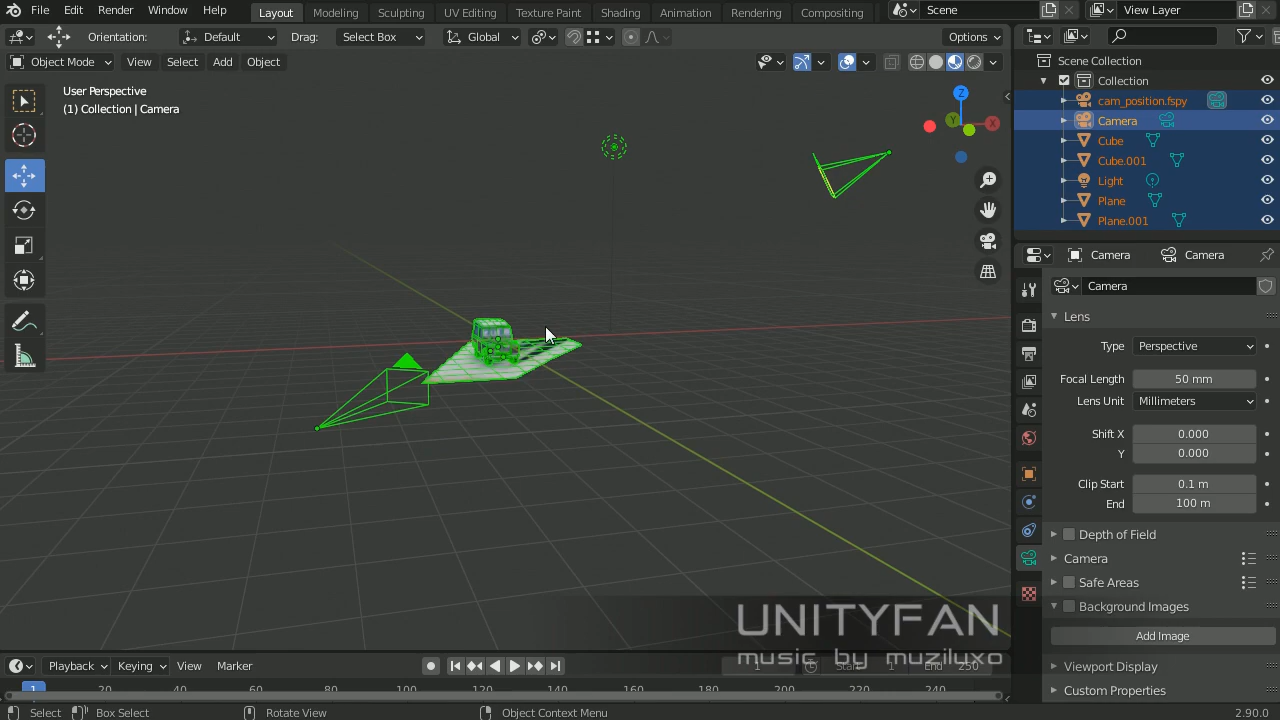 File Edit Render Window Help Layout Modeling Sculpting UV Editing Texture Paint Shading Animation Rendering Compositing Scene View Layer
Orientation: Default Drag: Select Box Global Options
Object Mode View Select Add Object
User Perspective
(1) Collection | Camera
Z
Y
X
Scene Collection
Collection
cam_position.fspy
Camera
Cube
Cube.001
Light
Plane
Plane.001
Camera Camera
Camera
Lens
Type Perspective
Focal Length 50 mm
Lens Unit Millimeters
Shift X 0.000
Y 0.000
Clip Start 0.1 m
End 100 m
Depth of Field
Camera
Safe Areas
Background Images
Add Image
Viewport Display
Custom Properties
UNITYFAN
music by muziluxo
Playback Keying View Marker 1 Start 1 End 250
1 20 40 60 80 100 120 140 160 180 200 220 240
Select Box Select Rotate View Object Context Menu 2.90.0